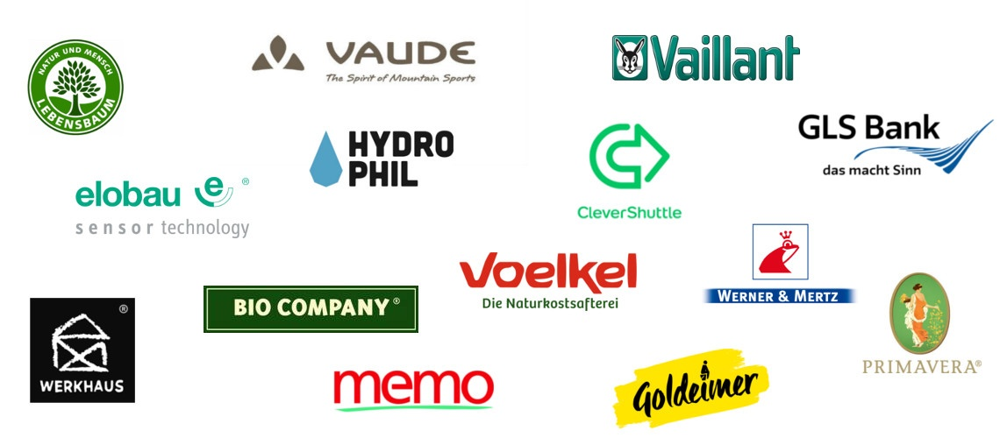 NATUR UND MENSCH
LEBENSBAUM
VAUDE
The Spirit of Mountain Sports
Vaillant
HYDRO
PHIL
CleverShuttle
GLS Bank
das macht Sinn
elobau e ®
sensor technology
Voelkel
Die Naturkostsafterei
WERNER & MERTZ
BIO COMPANY®
®
WERKHAUS
PRIMAVERA®
memo
Goldeimer